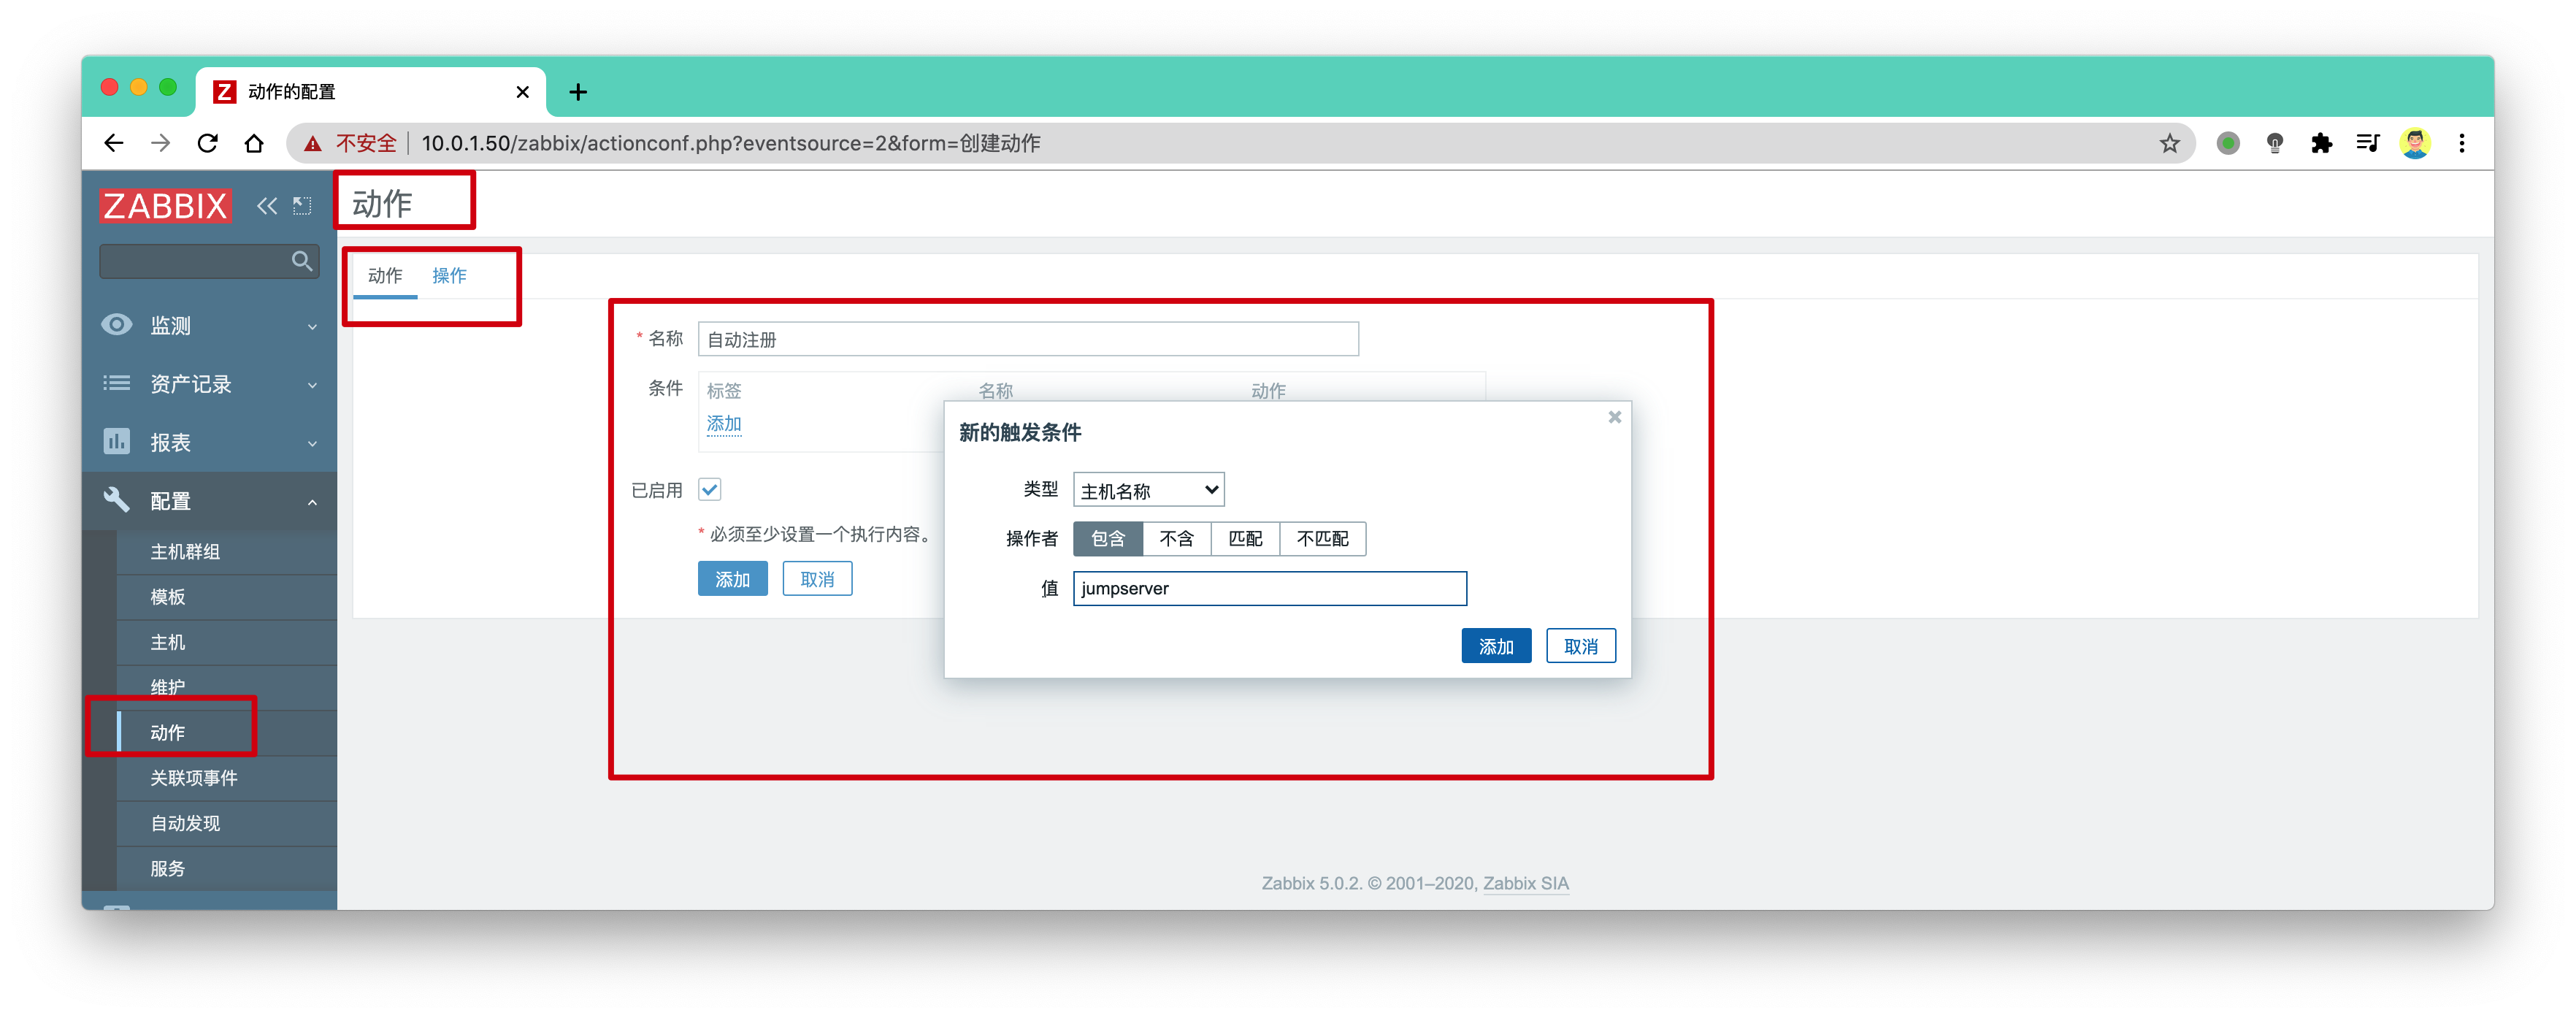 动作的配置
不安全 10.0.1.50/zabbix/actionconf.php?eventsource=2&form=创建动作
ZABBIX
监测
资产记录
报表
配置
主机群组
模板
主机
维护
动作
关联项事件
自动发现
服务
动作
动作 操作
* 名称 自动注册
条件 标签 名称 动作
添加
已启用
* 必须至少设置一个执行内容。
添加 取消
新的触发条件
类型 主机名称
操作者 包含 不含 匹配 不匹配
值 jumpserver
添加 取消
Zabbix 5.0.2. © 2001–2020, Zabbix SIA